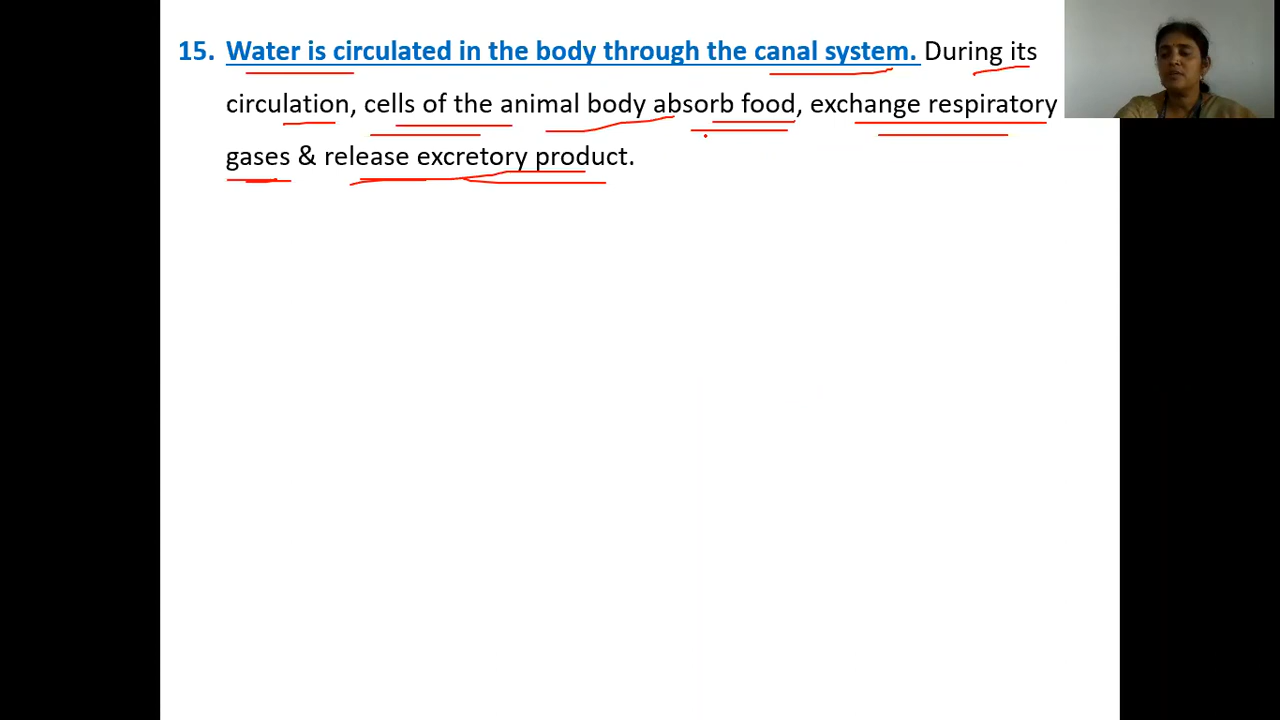 15. Water is circulated in the body through the canal system. During its
circulation, cells of the animal body absorb food, exchange respiratory
gases & release excretory product.